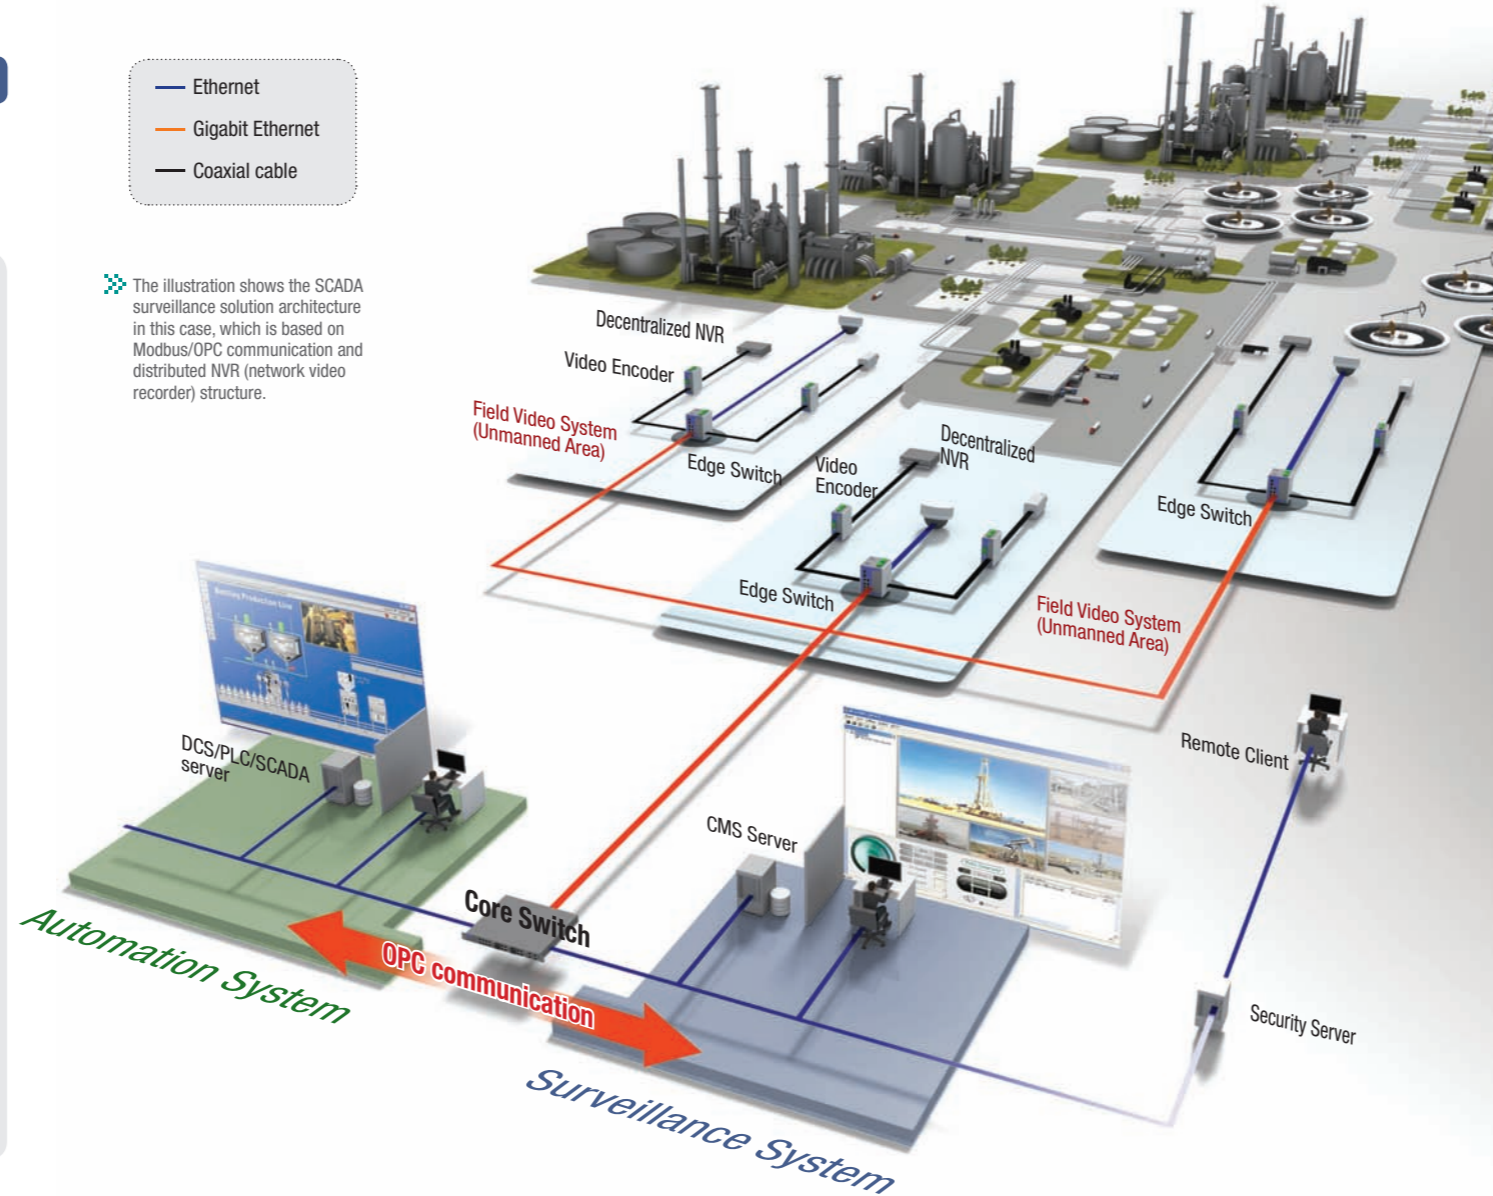 Ethernet
Gigabit Ethernet
Coaxial cable
The illustration shows the SCADA
surveillance solution architecture
in this case, which is based on
Modbus/OPC communication and
distributed NVR (network video
recorder) structure.
Decentralized NVR
Video Encoder
Field Video System
(Unmanned Area)
Edge Switch
Decentralized
NVR
Video
Encoder
Edge Switch
Edge Switch
Field Video System
(Unmanned Area)
Remote Client
DCS/PLC/SCADA
server
CMS Server
Core Switch
OPC communication
Automation System
Security Server
Surveillance System